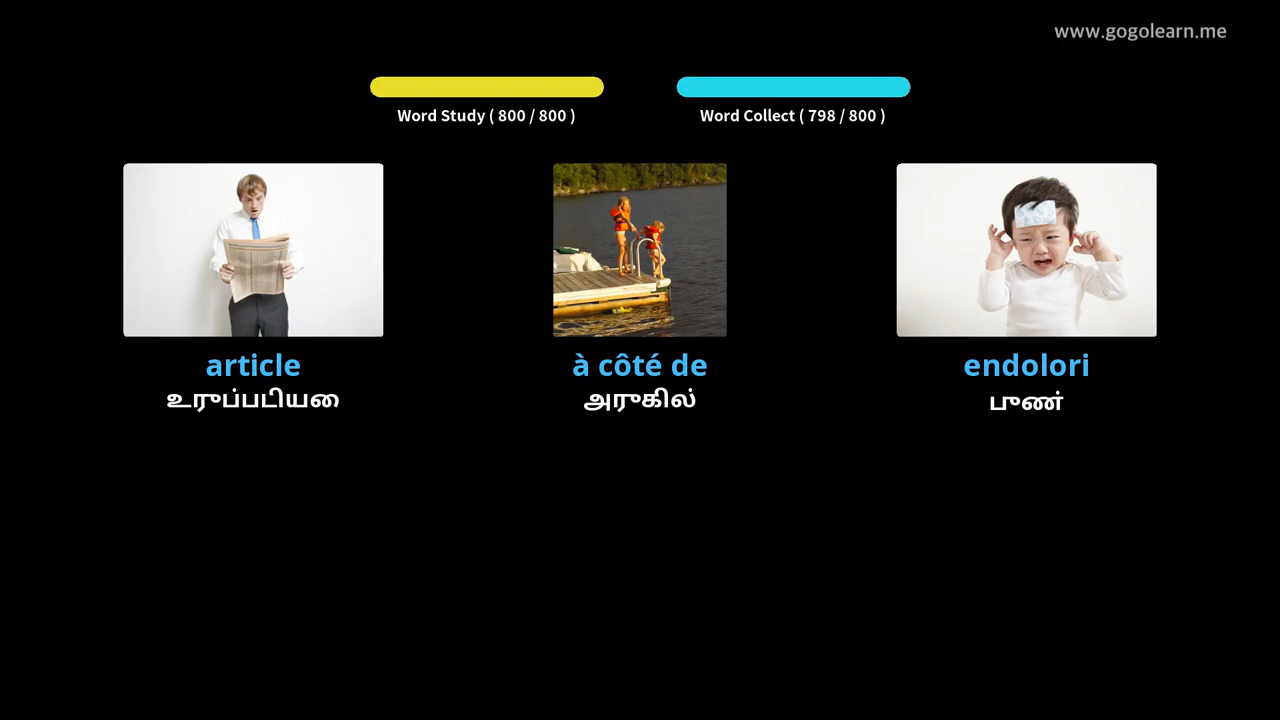 www.gogolearn.me
Word Study ( 800 / 800 )
Word Collect ( 798 / 800 )
article
உருப்படியை
à côté de
அருகில்
endolori
புண்